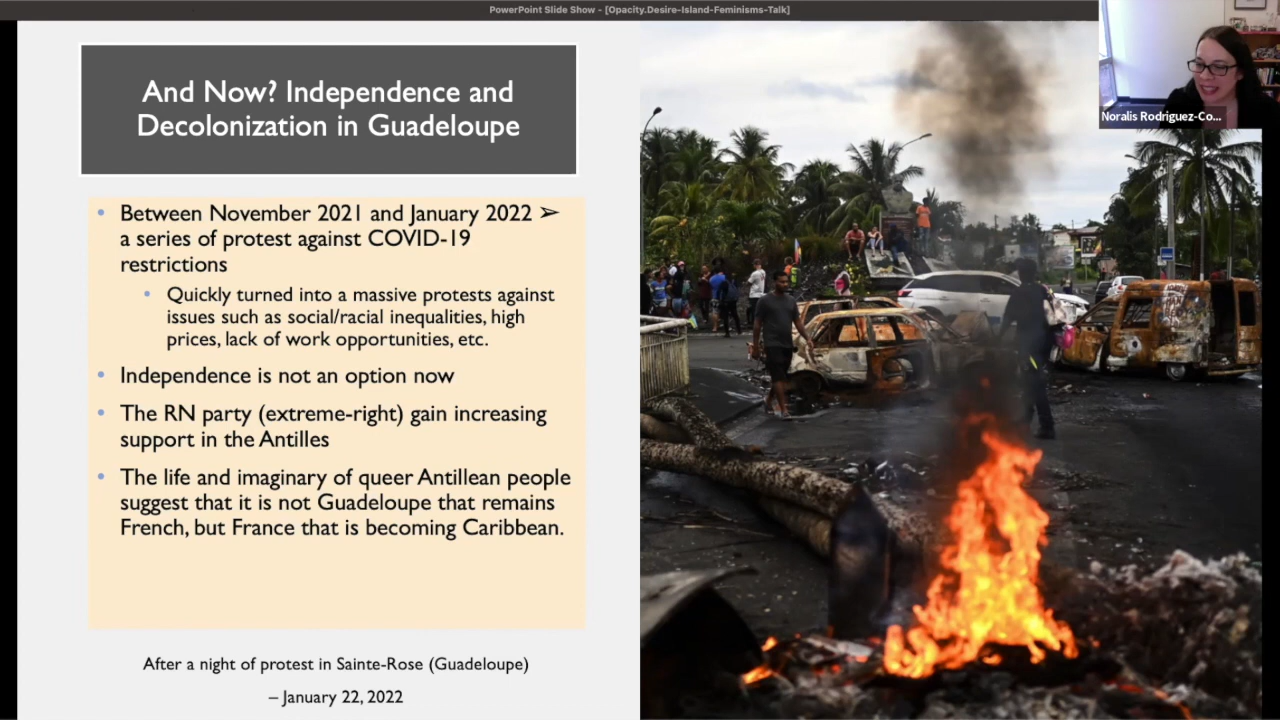 PowerPoint Slide Show - [Opacity.Desire-Island-Feminisms-Talk]
Noralis Rodriguez-Co...
And Now? Independence and
Decolonization in Guadeloupe
• Between November 2021 and January 2022 ➢
a series of protest against COVID-19
restrictions
• Quickly turned into a massive protests against
issues such as social/racial inequalities, high
prices, lack of work opportunities, etc.
• Independence is not an option now
• The RN party (extreme-right) gain increasing
support in the Antilles
• The life and imaginary of queer Antillean people
suggest that it is not Guadeloupe that remains
French, but France that is becoming Caribbean.
After a night of protest in Sainte-Rose (Guadeloupe)
– January 22, 2022